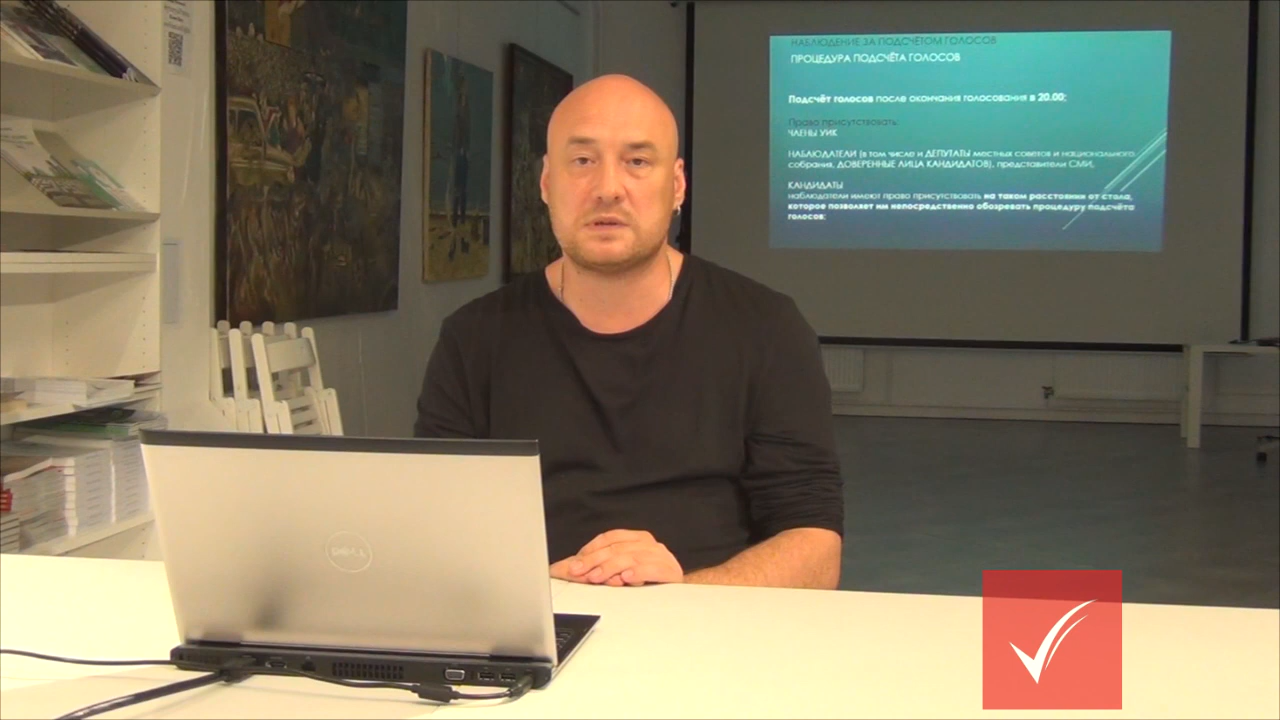 НАБЛЮДЕНИЕ ЗА ПОДСЧЁТОМ ГОЛОСОВ
ПРОЦЕДУРА ПОДСЧЁТА ГОЛОСОВ
Подсчёт голосов после окончания голосования в 20.00;
Право присутствовать:
ЧЛЕНЫ УИК
НАБЛЮДАТЕЛИ (в том числе и ДЕПУТАТЫ местных советов и национального
собрания, ДОВЕРЕННЫЕ ЛИЦА КАНДИДАТОВ), представители СМИ,
КАНДИДАТЫ
наблюдатели имеют право присутствовать на таком расстоянии от стола,
которое позволяет им непосредственно обозревать процедуру подсчёта
голосов;
DELL